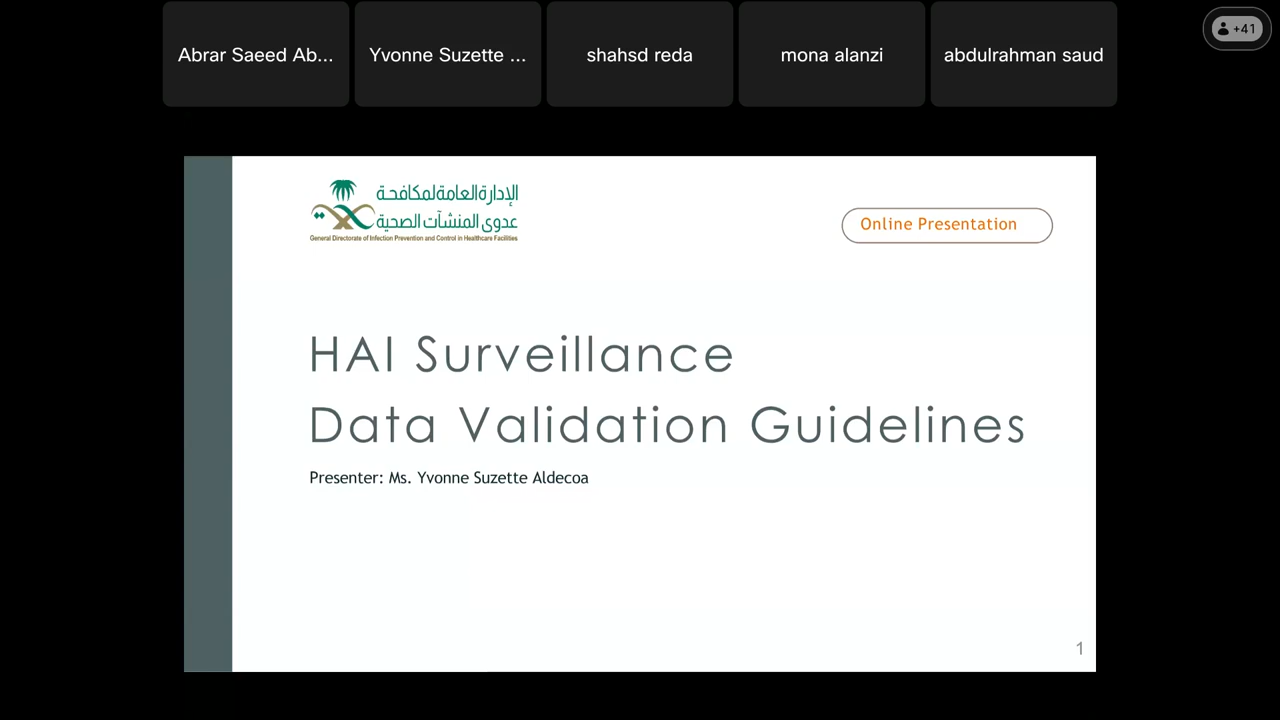 Abrar Saeed Ab...
Yvonne Suzette ...
shahsd reda
mona alanzi
abdulrahman saud
+41
الإدارة العامة لمكافحة
عدوى المنشآت الصحية
General Directorate of Infection Prevention and Control in Healthcare Facilities
Online Presentation
HAI Surveillance
Data Validation Guidelines
Presenter: Ms. Yvonne Suzette Aldecoa
1